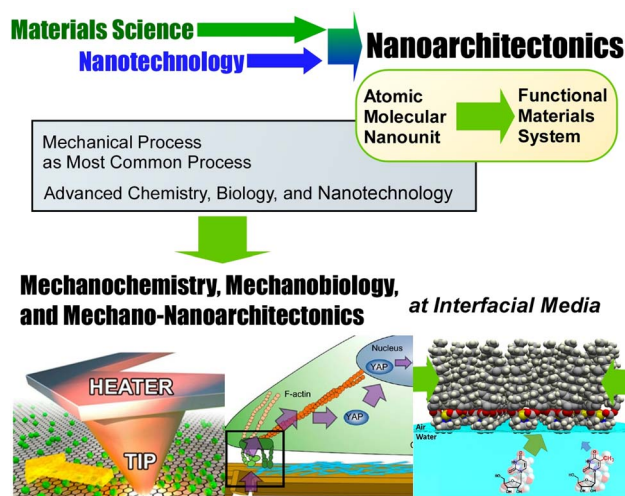 Materials Science
Nanotechnology
Nanoarchitectonics
Atomic
Molecular
Nanounit
Functional
Materials
System
Mechanical Process
as Most Common Process
Advanced Chemistry, Biology, and Nanotechnology
Mechanochemistry, Mechanobiology,
and Mechano-Nanoarchitectonics
at Interfacial Media
HEATER
TIP
Nucleus
YAP
F-actin
YAP
Air
Water